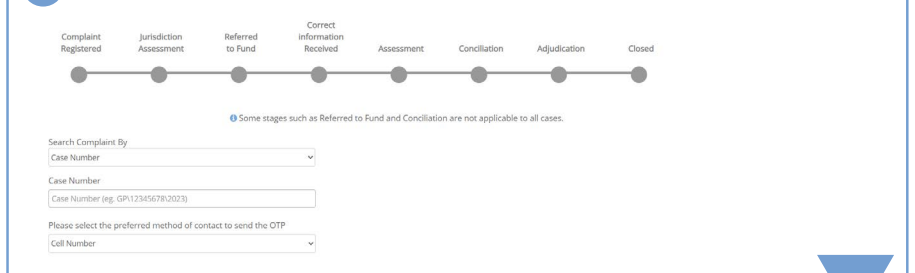 Complaint Registered
Jurisdiction Assessment
Referred to Fund
Correct information Received
Assessment
Conciliation
Adjudication
Closed
Some stages such as Referred to Fund and Conciliation are not applicable to all cases.
Search Complaint By
Case Number
Case Number
Case Number (eg. GP\12345678\2023)
Please select the preferred method of contact to send the OTP
Cell Number